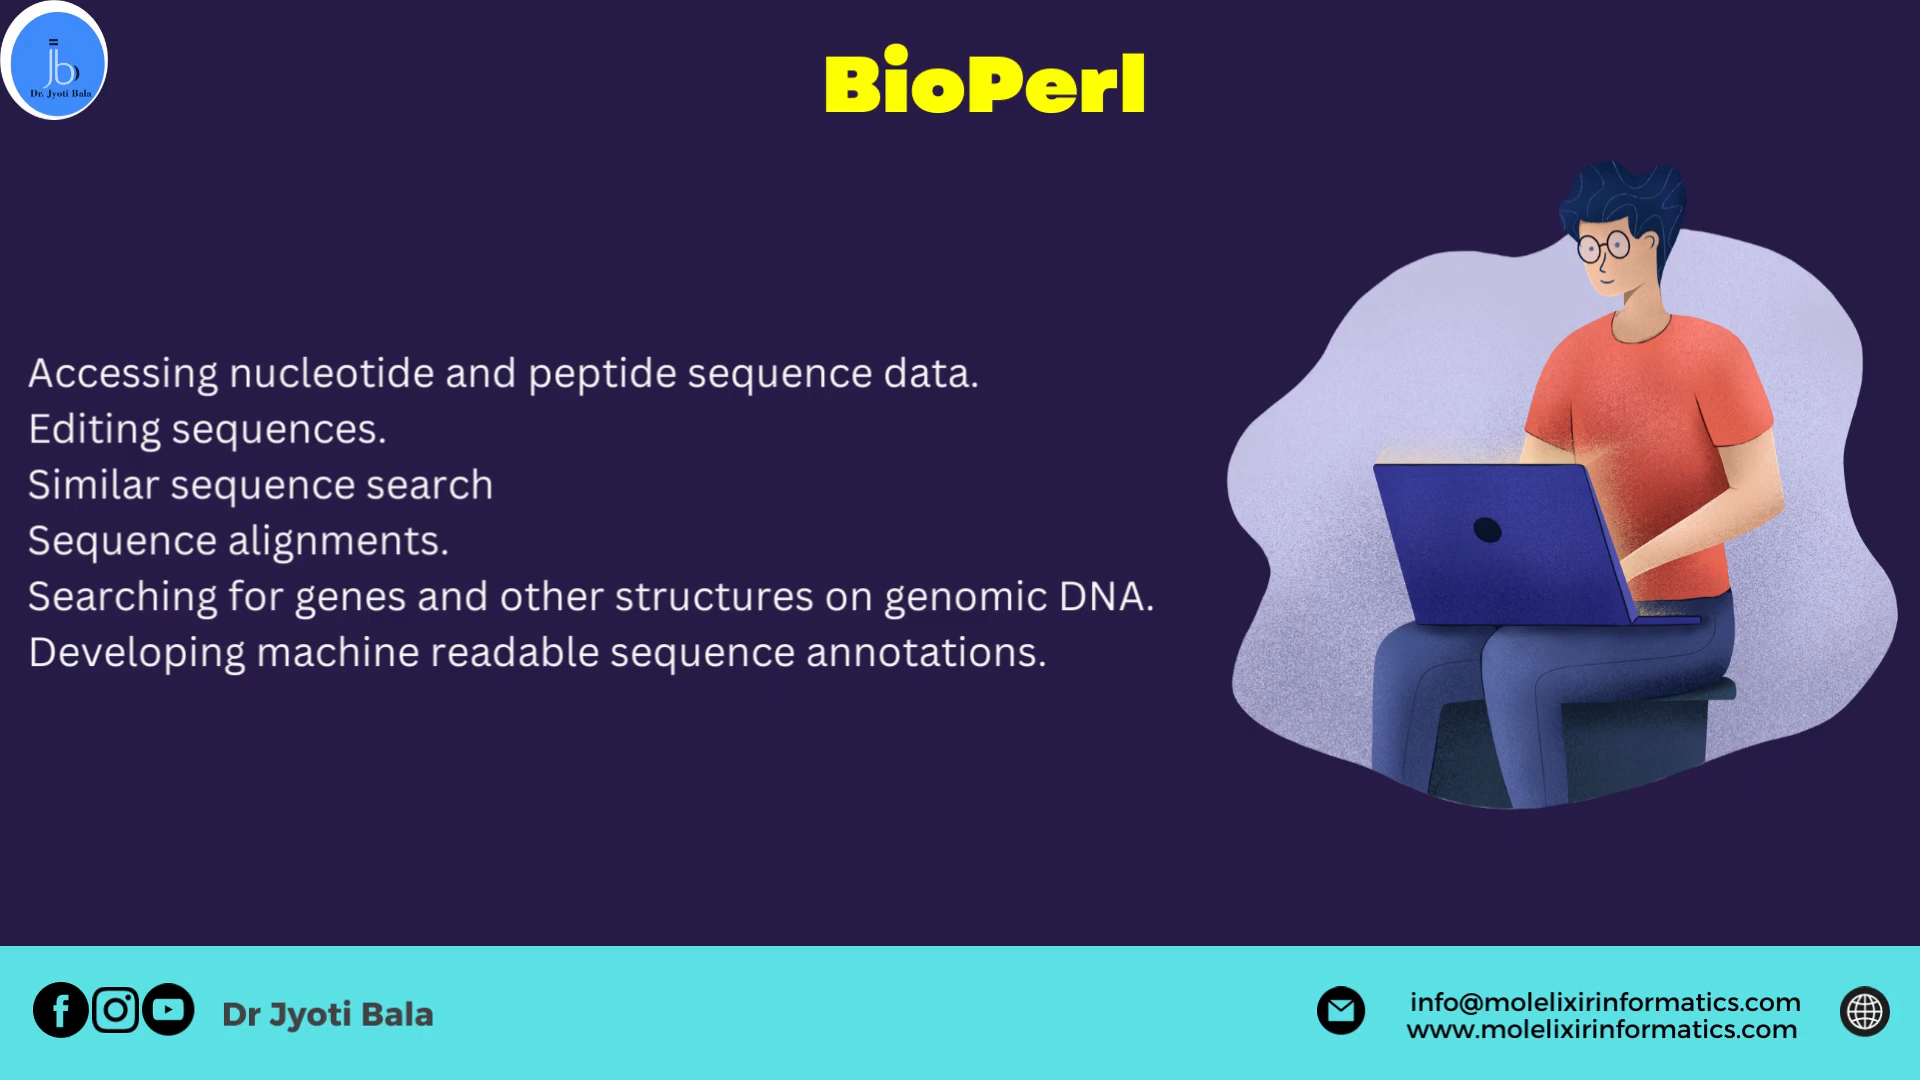 jb
Dr. Jyoti Bala
BioPerl
Accessing nucleotide and peptide sequence data.
Editing sequences.
Similar sequence search
Sequence alignments.
Searching for genes and other structures on genomic DNA.
Developing machine readable sequence annotations.
Dr Jyoti Bala
info@molelixirinformatics.com
www.molelixirinformatics.com